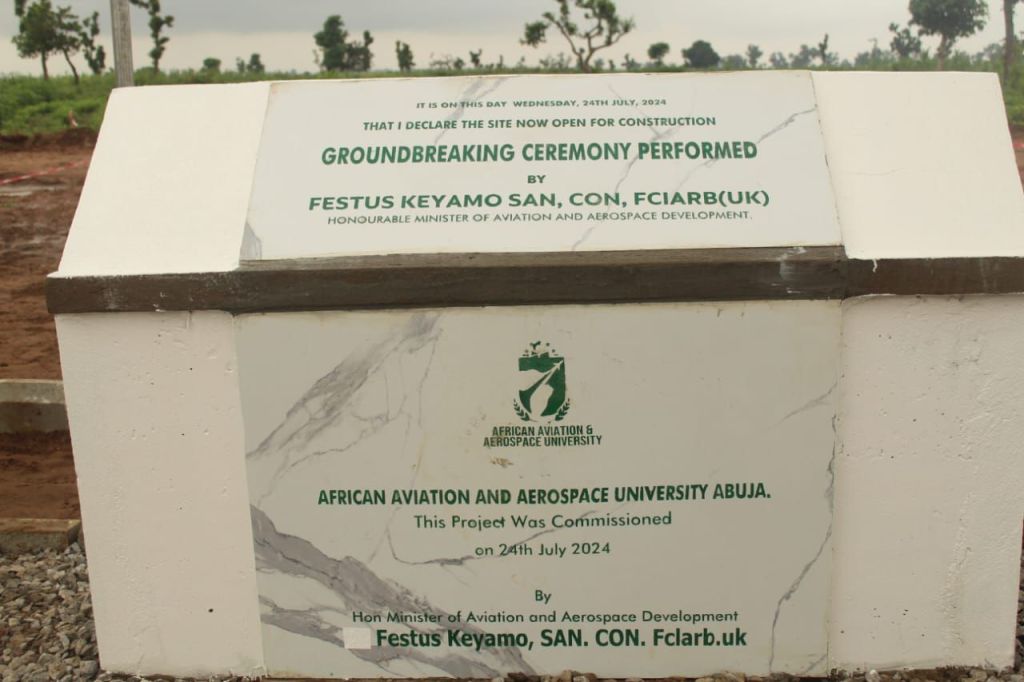 IT IS ON THIS DAY WEDNESDAY, 24TH JULY, 2024
THAT I DECLARE THE SITE NOW OPEN FOR CONSTRUCTION
GROUNDBREAKING CEREMONY PERFORMED
BY
FESTUS KEYAMO SAN, CON, FCIARB(UK)
HONOURABLE MINISTER OF AVIATION AND AEROSPACE DEVELOPMENT.
AFRICAN AVIATION &
AEROSPACE UNIVERSITY
AFRICAN AVIATION AND AEROSPACE UNIVERSITY ABUJA.
This Project Was Commissioned
on 24th July 2024
By
Hon Minister of Aviation and Aerospace Development
Festus Keyamo, SAN. CON. FcIarb.uk